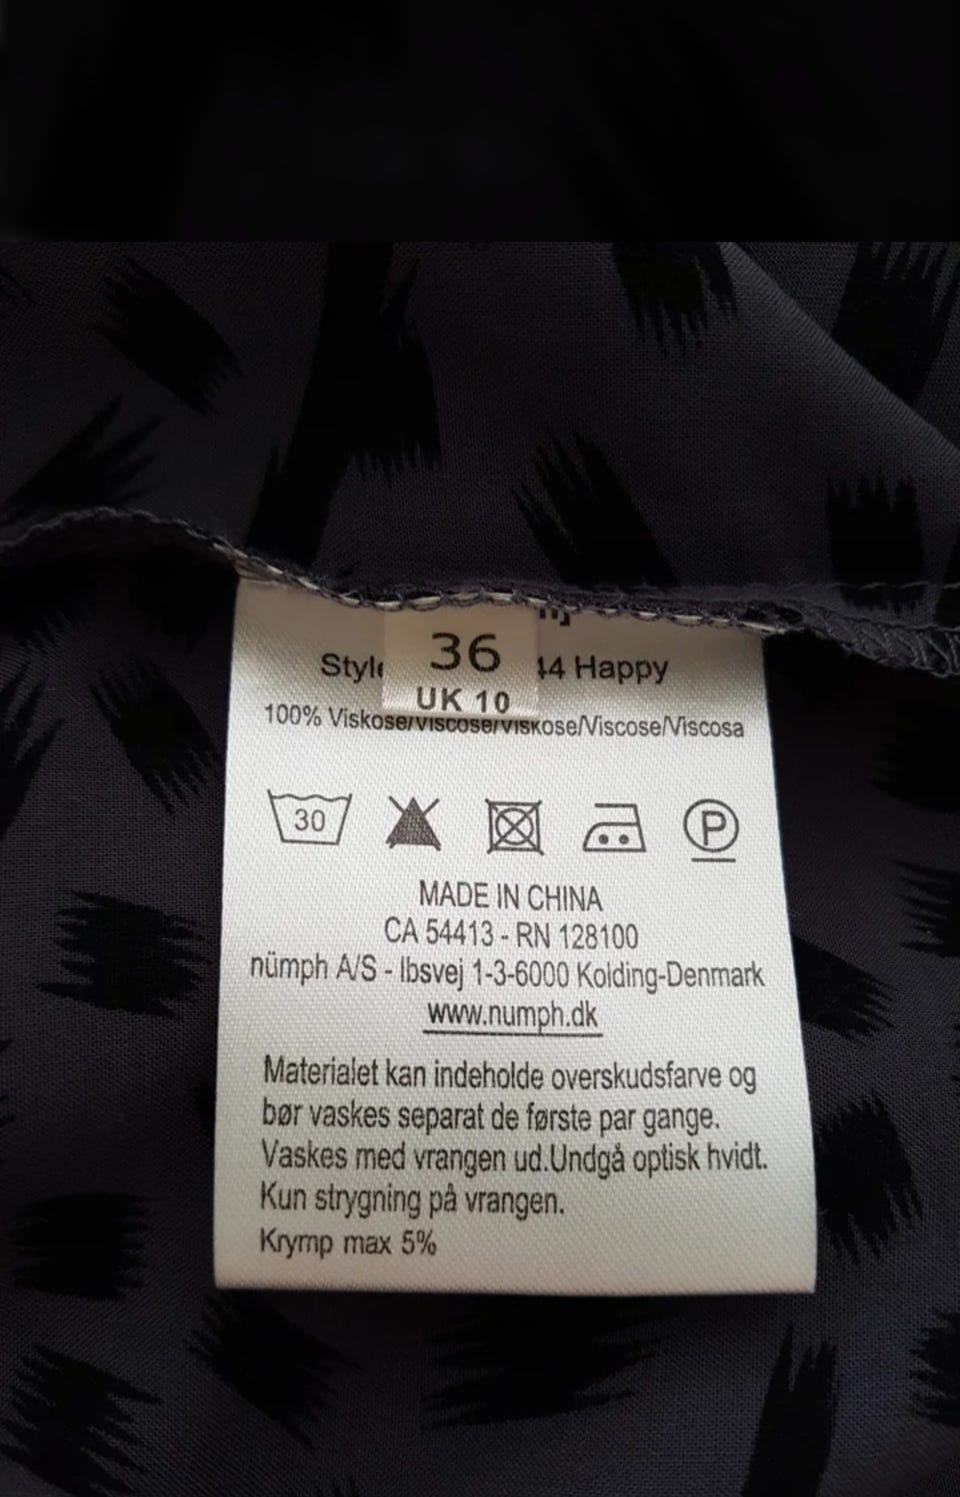 36
UK 10
Style 44 Happy
100% Viskose/Viscose/Viskose/Viscose/Viscosa
30
P
MADE IN CHINA
CA 54413 - RN 128100
nümph A/S - Ibsvej 1-3-6000 Kolding-Denmark
www.numph.dk
Materialet kan indeholde overskudsfarve og
bør vaskes separat de første par gange.
Vaskes med vrangen ud.Undgå optisk hvidt.
Kun strygning på vrangen.
Krymp max 5%